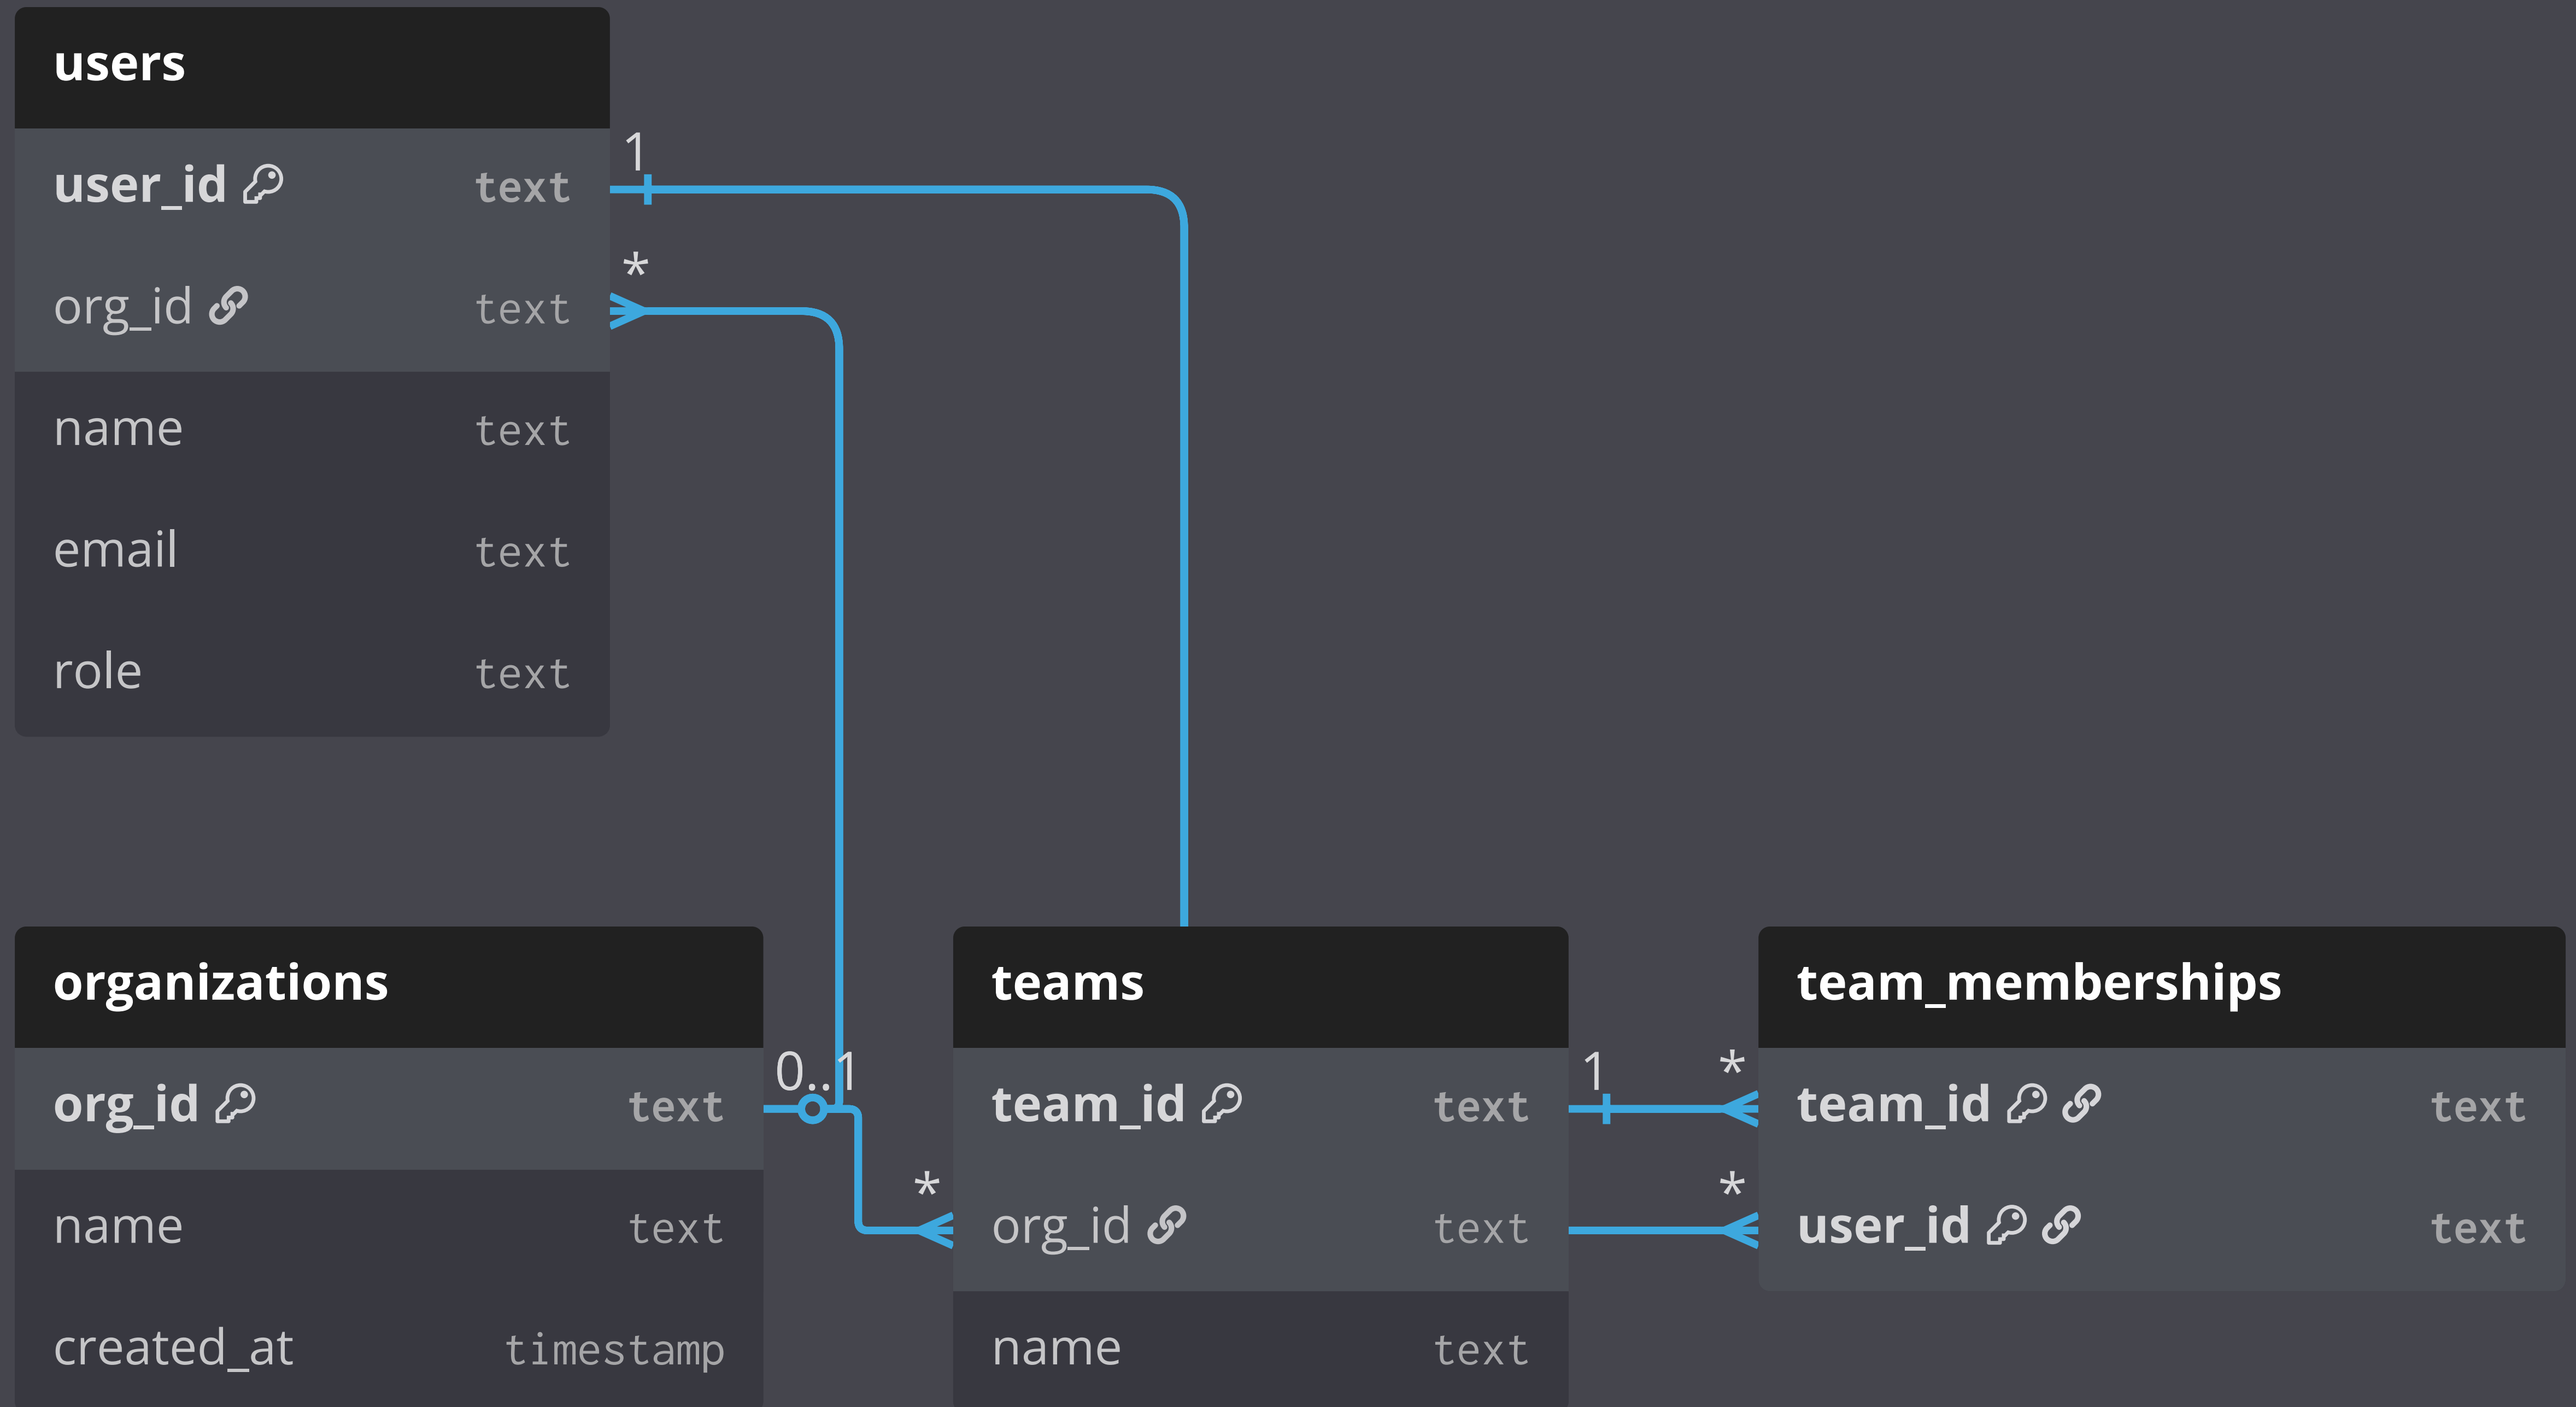 users
user_id text
org_id text
name text
email text
role text
1
*
organizations
org_id text
name text
created_at timestamp
0..1
*
teams
team_id text
org_id text
name text
1
*
*
team_memberships
team_id text
user_id text